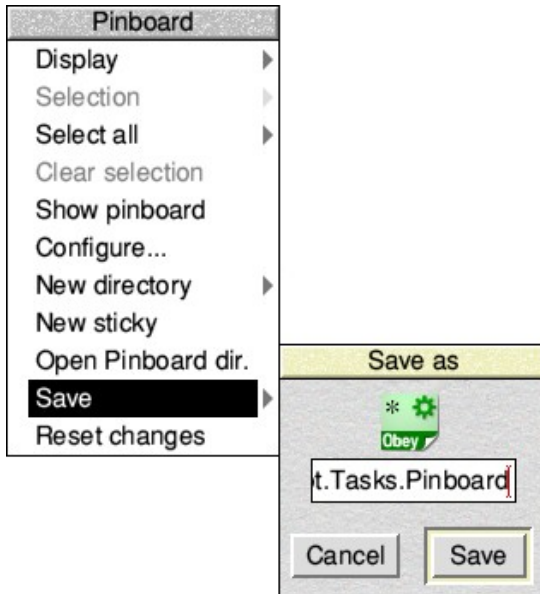 Pinboard
Display
Selection
Select all
Clear selection
Show pinboard
Configure...
New directory
New sticky
Open Pinboard dir.
Save
Reset changes
Save as
*
Obey
t.Tasks.Pinboard
Cancel
Save